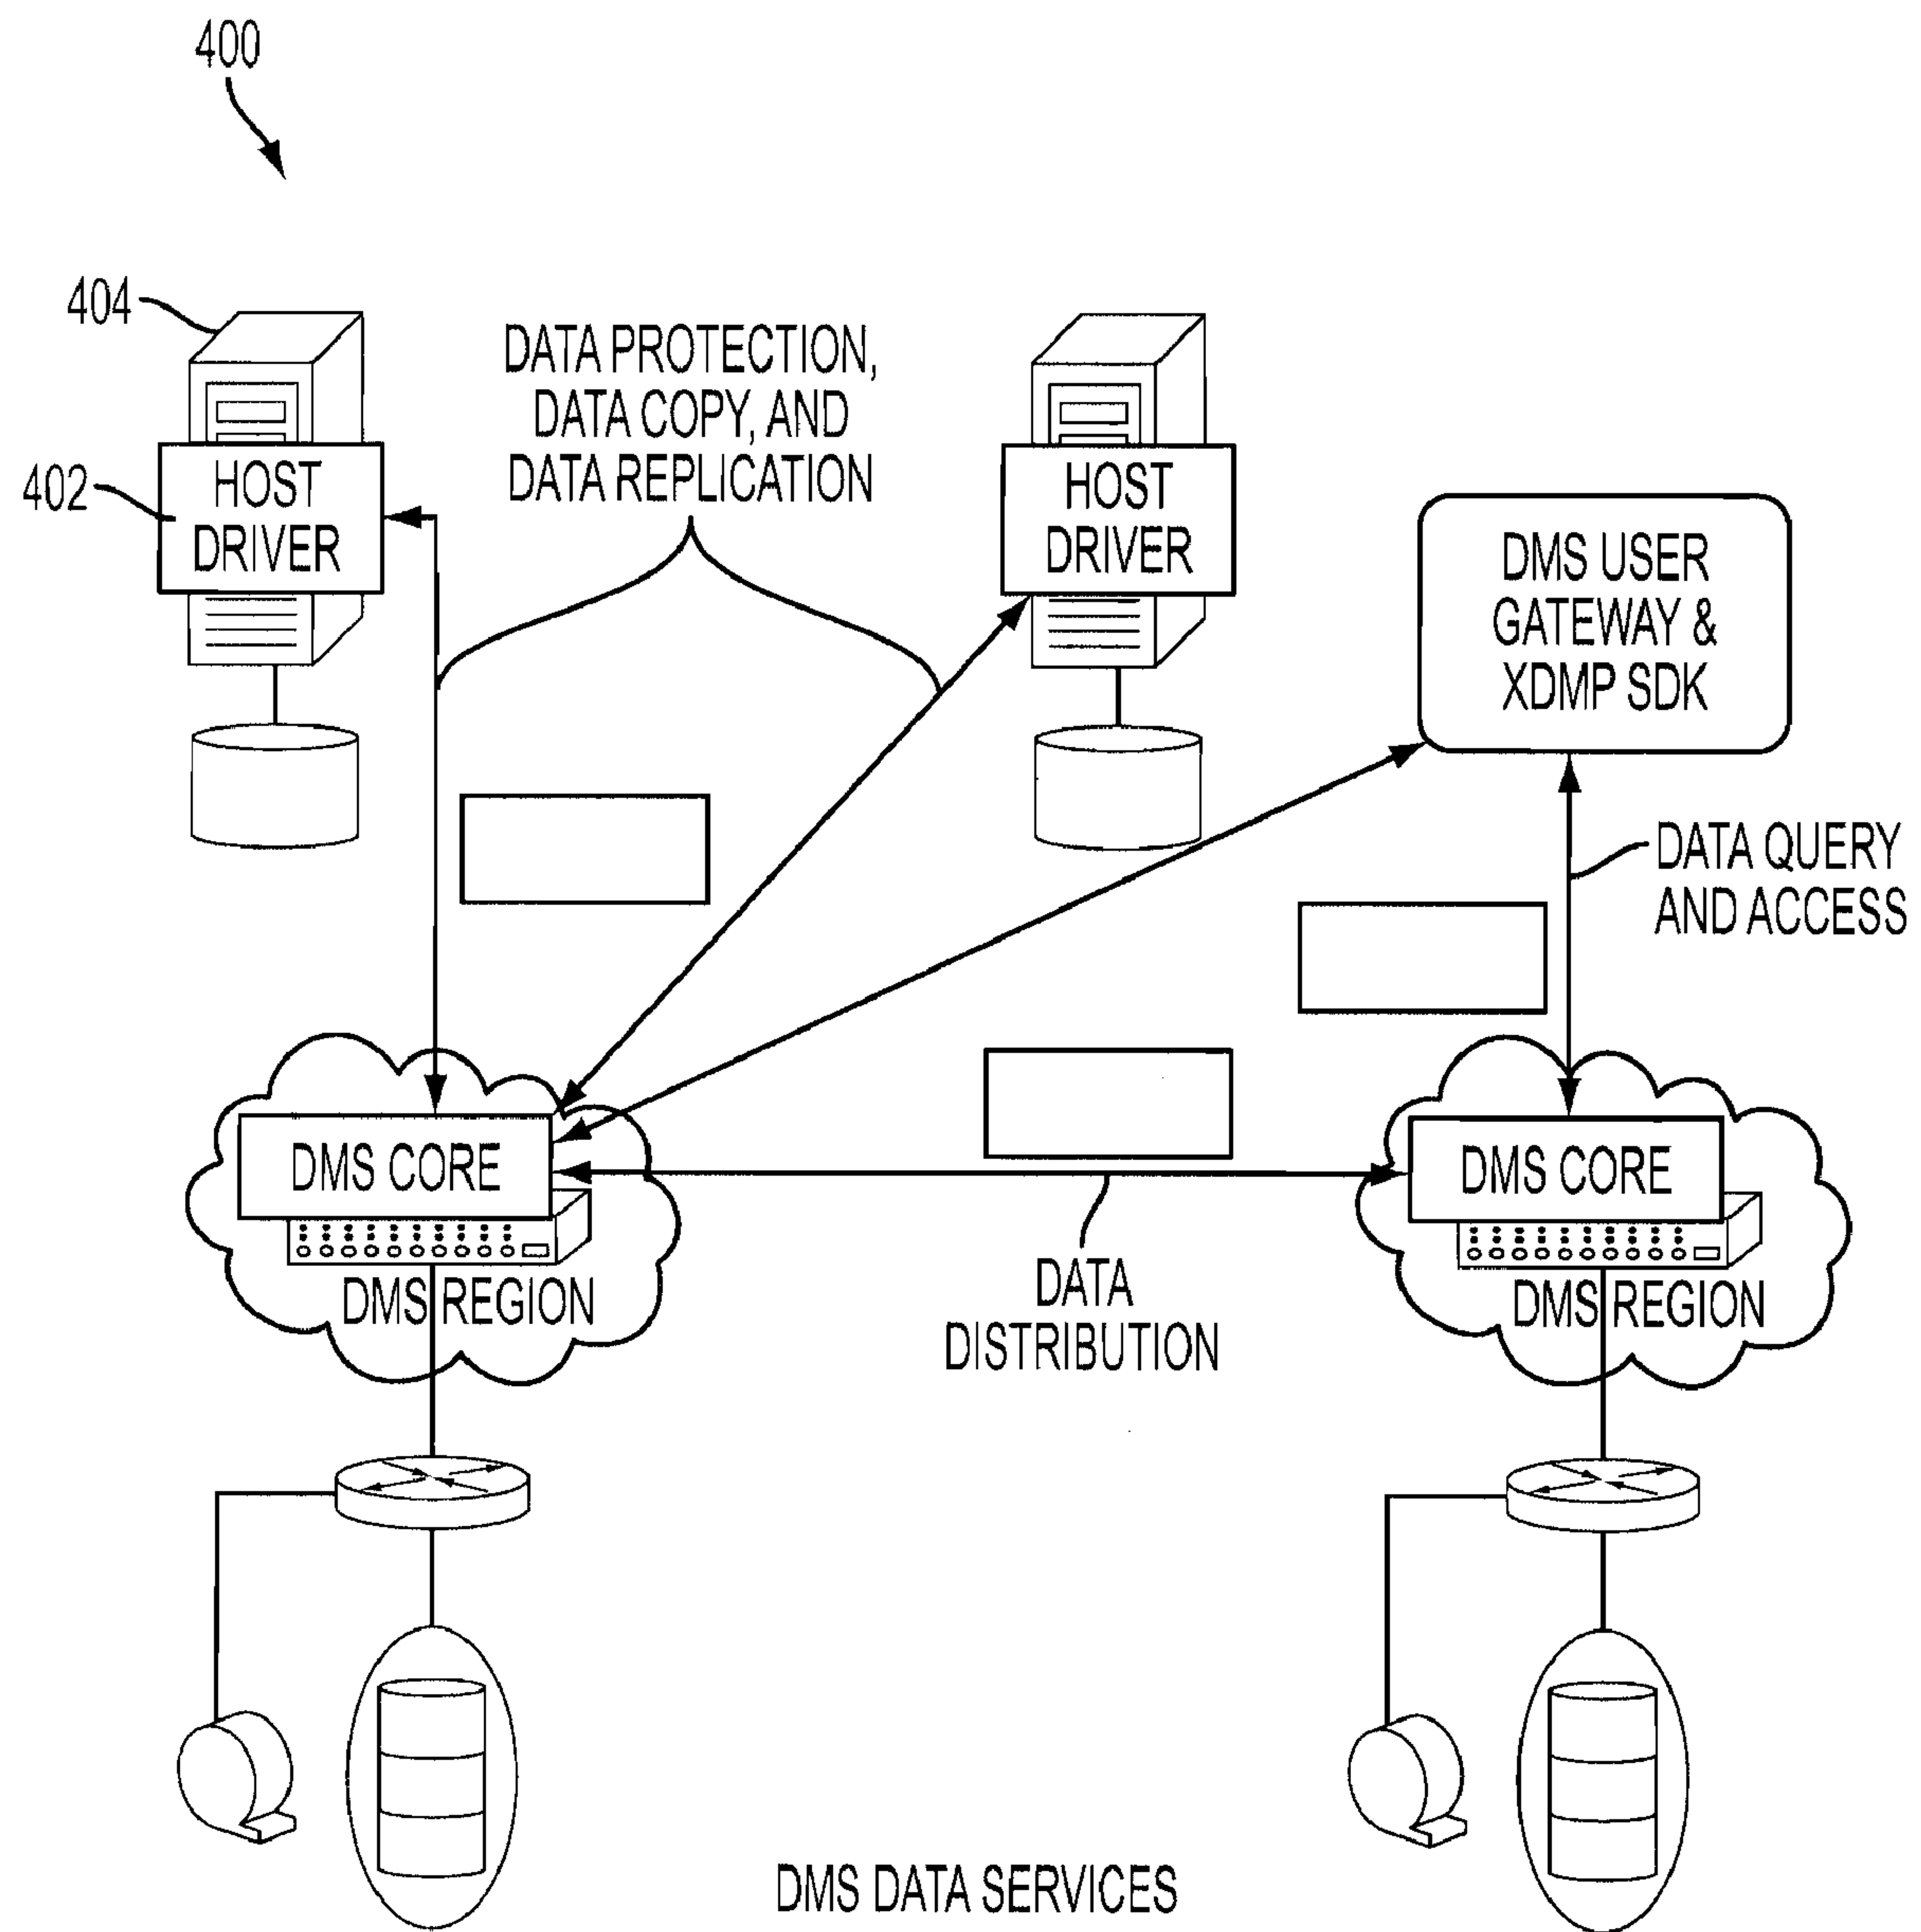 400
404
DATA PROTECTION,
DATA COPY, AND
DATA REPLICATION
402
HOST
DRIVER
HOST
DRIVER
DMS USER
GATEWAY &
XDMP SDK
DATA QUERY
AND ACCESS
DMS CORE
DMS REGION
DATA
DISTRIBUTION
DMS CORE
DMS REGION
DMS DATA SERVICES